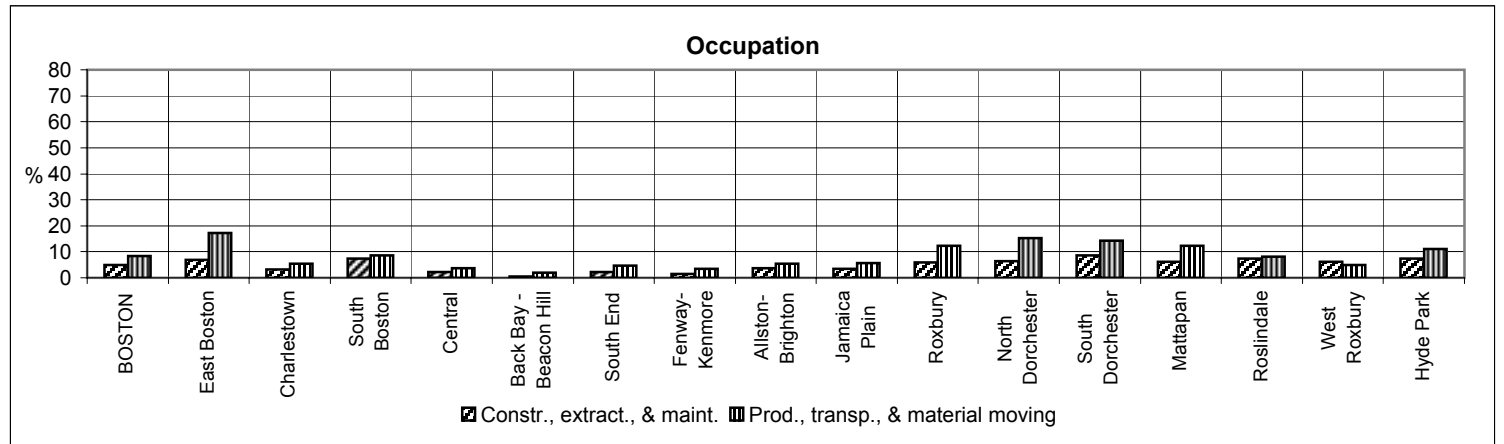 Occupation
80
70
60
50
40
30
20
10
0
%
BOSTON
East Boston
Charlestown
South
Boston
Central
Back Bay -
Beacon Hill
South End
Fenway-
Kenmore
Allston-
Brighton
Jamaica
Plain
Roxbury
North
Dorchester
South
Dorchester
Mattapan
Roslindale
West
Roxbury
Hyde Park
Constr., extract., & maint. Prod., transp., & material moving